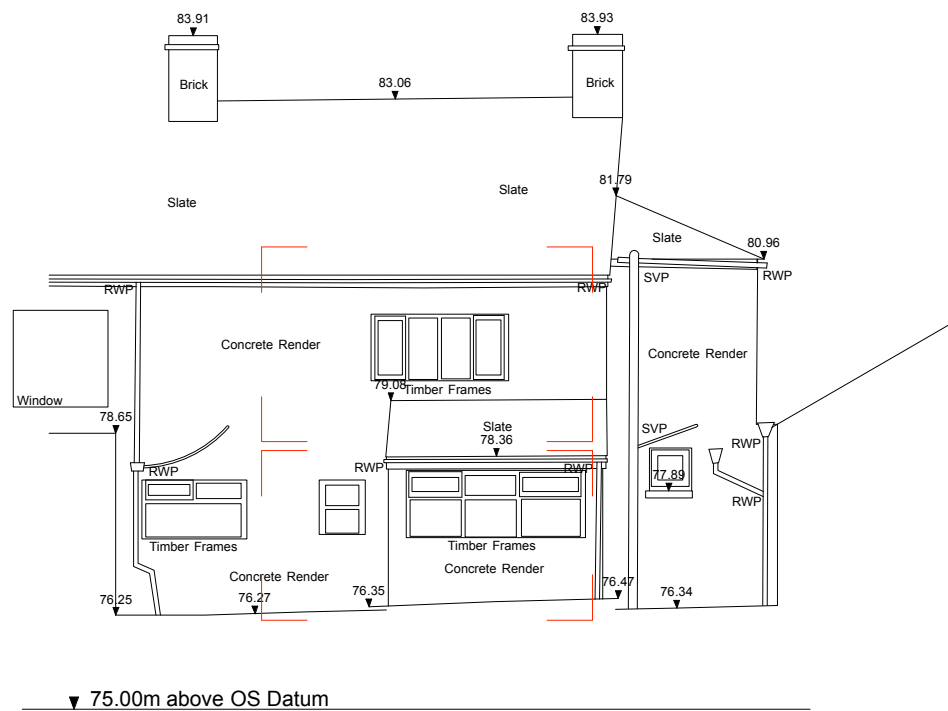 83.91
83.93
Brick
Brick
83.06
81.79
Slate
Slate
Slate
80.96
RWP
RWP
SVP
RWP
Concrete Render
Concrete Render
79.08
Timber Frames
Window
78.65
Slate
SVP
78.36
RWP
RWP
RWP
RWP
77.89
RWP
Timber Frames
Timber Frames
Concrete Render
Concrete Render
76.25
76.27
76.35
76.47
76.34
75.00m above OS Datum